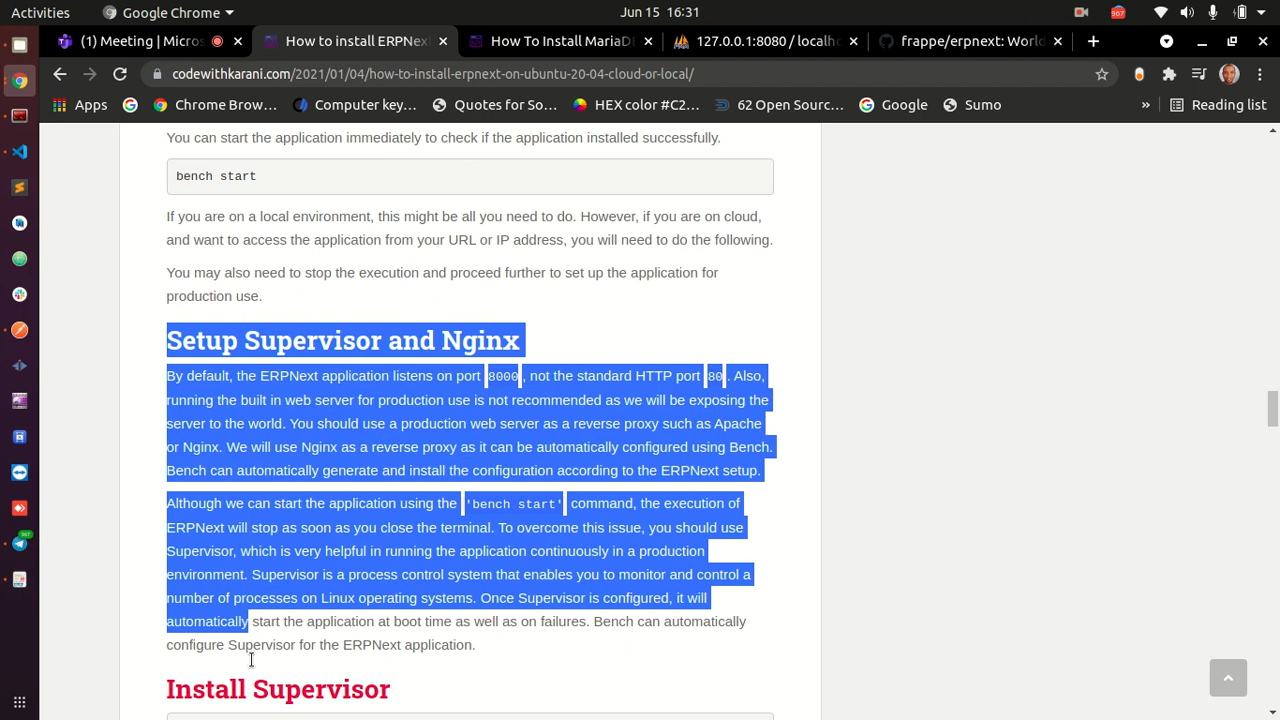 Activities
Google Chrome
Jun 15 16:31
967
(1) Meeting | Micros
How to install ERPNex
How To Install MariaDB
127.0.0.1:8080 / localh
frappe/erpnext: World
codewithkarani.com/2021/01/04/how-to-install-erpnext-on-ubuntu-20-04-cloud-or-local/
Apps
Chrome Brow...
Computer key...
Quotes for So...
HEX color #C2...
62 Open Sourc...
Google
Sumo
»
Reading list
You can start the application immediately to check if the application installed successfully.
bench start
If you are on a local environment, this might be all you need to do. However, if you are on cloud,
and want to access the application from your URL or IP address, you will need to do the following.
You may also need to stop the execution and proceed further to set up the application for
production use.
Setup Supervisor and Nginx
By default, the ERPNext application listens on port 8000, not the standard HTTP port 80. Also,
running the built in web server for production use is not recommended as we will be exposing the
server to the world. You should use a production web server as a reverse proxy such as Apache
or Nginx. We will use Nginx as a reverse proxy as it can be automatically configured using Bench.
Bench can automatically generate and install the configuration according to the ERPNext setup.
Although we can start the application using the 'bench start' command, the execution of
ERPNext will stop as soon as you close the terminal. To overcome this issue, you should use
Supervisor, which is very helpful in running the application continuously in a production
environment. Supervisor is a process control system that enables you to monitor and control a
number of processes on Linux operating systems. Once Supervisor is configured, it will
automatically start the application at boot time as well as on failures. Bench can automatically
configure Supervisor for the ERPNext application.
Install Supervisor